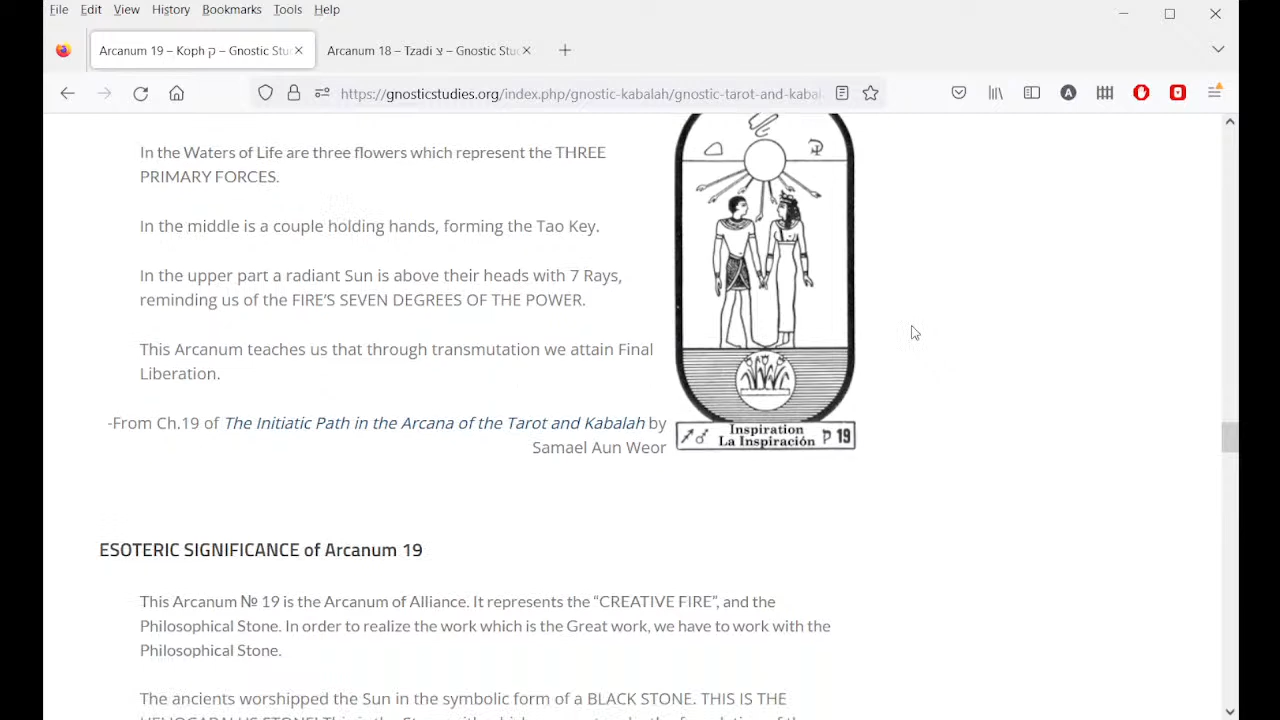 File Edit View History Bookmarks Tools Help
Arcanum 19 – Koph ק – Gnostic Stu
Arcanum 18 – Tzadi צ – Gnostic Stu
https://gnosticstudies.org/index.php/gnostic-kabalah/gnostic-tarot-and-kabal
In the Waters of Life are three flowers which represent the THREE
PRIMARY FORCES.
In the middle is a couple holding hands, forming the Tao Key.
In the upper part a radiant Sun is above their heads with 7 Rays,
reminding us of the FIRE'S SEVEN DEGREES OF THE POWER.
This Arcanum teaches us that through transmutation we attain Final
Liberation.
-From Ch.19 of The Initiatic Path in the Arcana of the Tarot and Kabalah by
Samael Aun Weor
Inspiration
La Inspiración
ק 19
ESOTERIC SIGNIFICANCE of Arcanum 19
This Arcanum № 19 is the Arcanum of Alliance. It represents the “CREATIVE FIRE”, and the
Philosophical Stone. In order to realize the work which is the Great work, we have to work with the
Philosophical Stone.
The ancients worshipped the Sun in the symbolic form of a BLACK STONE. THIS IS THE